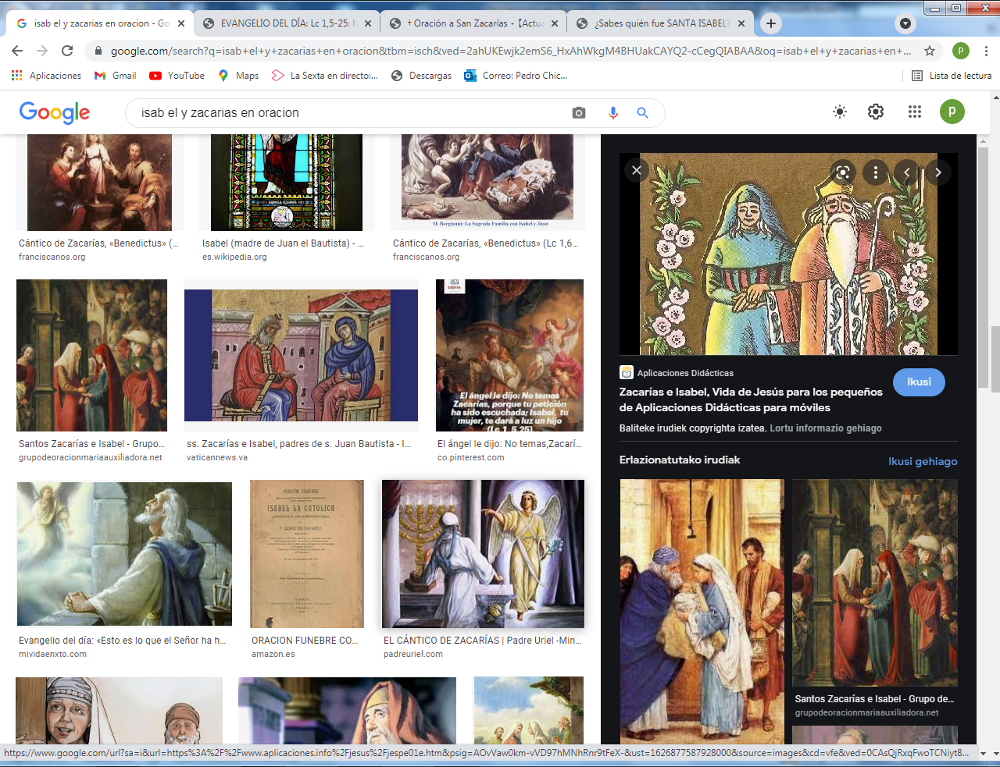 isab el y zacarias en oracion - Go
EVANGELIO DEL DÍA: Lc 1,5-25: N
† Oración a San Zacarías -【Actua
¿Sabes quién fue SANTA ISABEL?
google.com/search?q=isab+el+y+zacarias+en+oracion&tbm=isch&ved=2ahUKEwjk2emS6_HxAhWkgM4BHUakCAYQ2-cCegQIABAA&oq=isab+el+y+zacarias+en+...
p
Aplicaciones
Gmail
YouTube
Maps
La Sexta en directo:...
Descargas
Correo: Pedro Chic...
Lista de lectura
Google
isab el y zacarias en oracion
p
O. Borgianni: La Sagrada Familia con Isabel y Juan
Cántico de Zacarías, «Benedictus» (...
franciscanos.org
Isabel (madre de Juan el Bautista) - ...
es.wikipedia.org
Cántico de Zacarías, «Benedictus» (Lc 1,6...
franciscanos.org
El ángel le dijo: No temas
Zacarías, porque tu petición
ha sido escuchada; Isabel, tu
mujer, te dará a luz un hijo
(Lc 1, 5.25)
Santos Zacarías e Isabel - Grupo...
grupodeoracionmariaauxiliadora.net
ss. Zacarías e Isabel, padres de s. Juan Bautista - I...
vaticannews.va
El ángel le dijo: No temas,Zacarí...
co.pinterest.com
ORACIÓN FÚNEBRE
ISABEL LA CATOLICA
Evangelio del día: «Esto es lo que el Señor ha h...
mividaenxto.com
ORACION FUNEBRE CO...
amazon.es
EL CÁNTICO DE ZACARÍAS | Padre Uriel -Min...
padreuriel.com
Aplicaciones Didácticas
Zacarías e Isabel, Vida de Jesús para los pequeños
de Aplicaciones Didácticas para móviles
Ikusi
Baliteke irudiek copyrighta izatea. Lortu informazio gehiago
Erlazionatutako irudiak
Ikusi gehiago
Santos Zacarías e Isabel - Grupo de...
grupodeoracionmariaauxiliadora.net
https://www.google.com/url?sa=i&url=https%3A%2F%2Fwww.aplicaciones.info%2Fjesus%2Fjespe01e.htm&psig=AOvVaw0km-vVD97hMNhRnr9tFeX-&ust=1626877587928000&source=images&cd=vfe&ved=0CAsQjRxqFwoTCNiyt8...